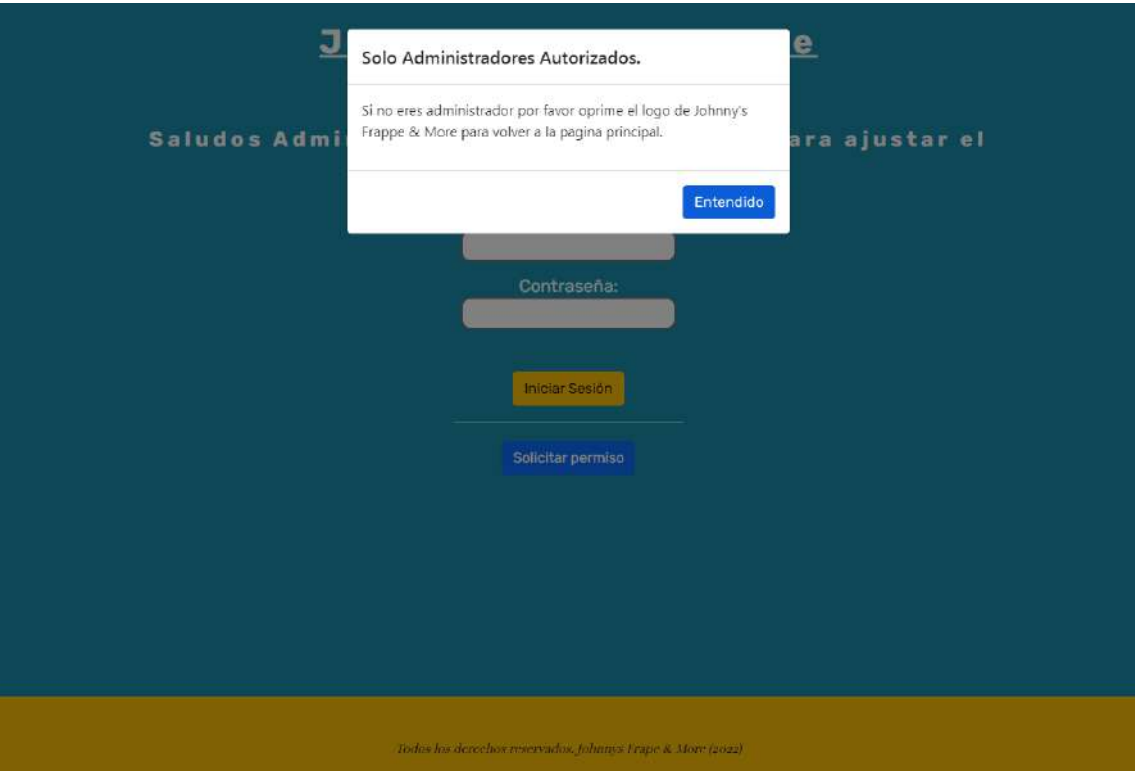 J e
Solo Administradores Autorizados.
Si no eres administrador por favor oprime el logo de Johnny's
Frappe & More para volver a la pagina principal.
Saludos Admi ara ajustar el
Entendido
Contraseña:
Iniciar Sesión
Solicitar permiso
Todos los derechos reservados. Johnnys Frape & More (2022)